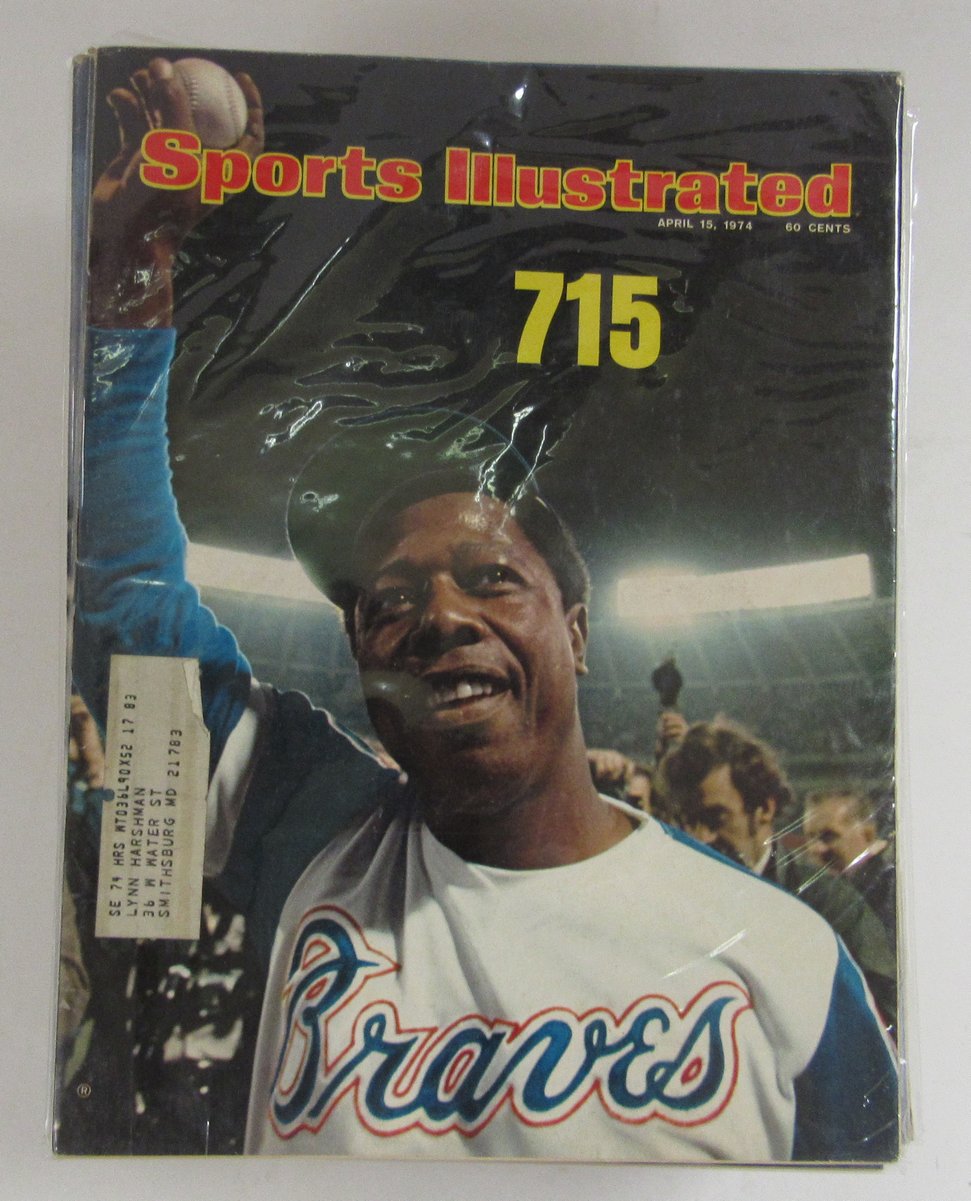 Sports Illustrated
APRIL 15, 1974 60 CENTS
715
SE 74 HRS WT036L90X52 17 83
LYNN HARSHMAN
36 W WATER ST
SMITHSBURG MD 21783
Braves
®